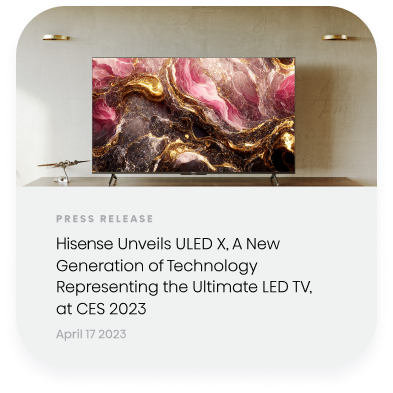 PRESS RELEASE
Hisense Unveils ULED X, A New
Generation of Technology
Representing the Ultimate LED TV,
at CES 2023
April 17 2023